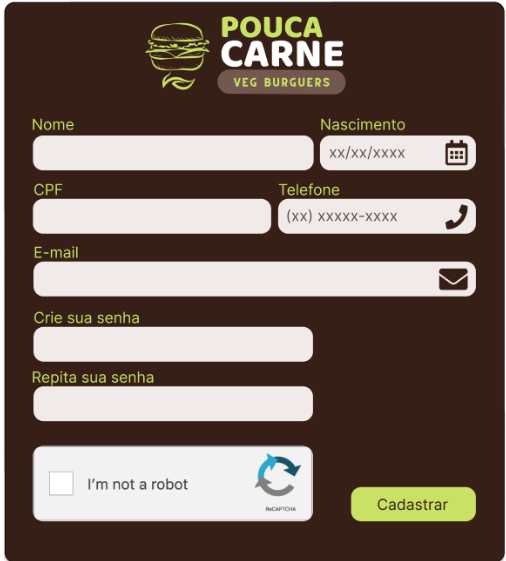 POUCA
CARNE
VEG BURGUERS
Nome Nascimento
xx/xx/xxxx
CPF Telefone
(xx) xxxxx-xxxx
E-mail
Crie sua senha
Repita sua senha
I'm not a robot
ReCAPTCHA
Cadastrar